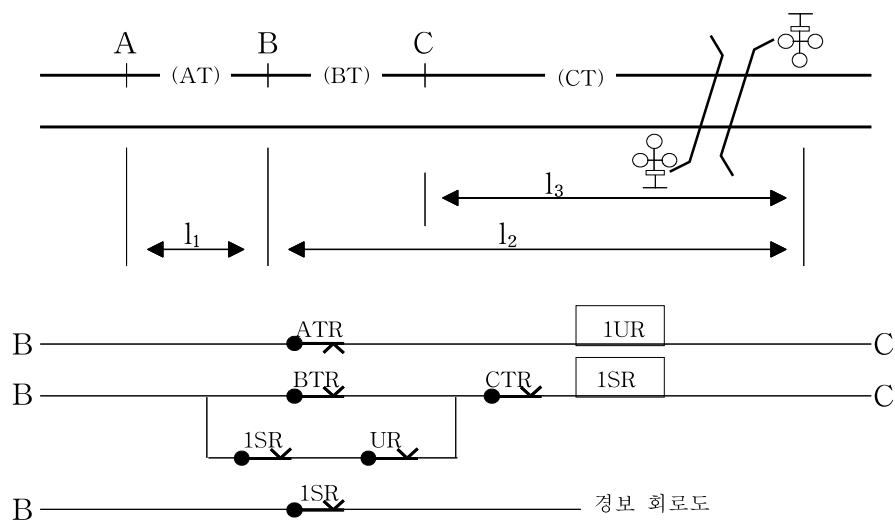 A B C
(AT) (BT) (CT)
l₃
l₁ l₂
ATR 1UR
B C
BTR CTR 1SR
B C
1SR UR
1SR
B 경보 회로도